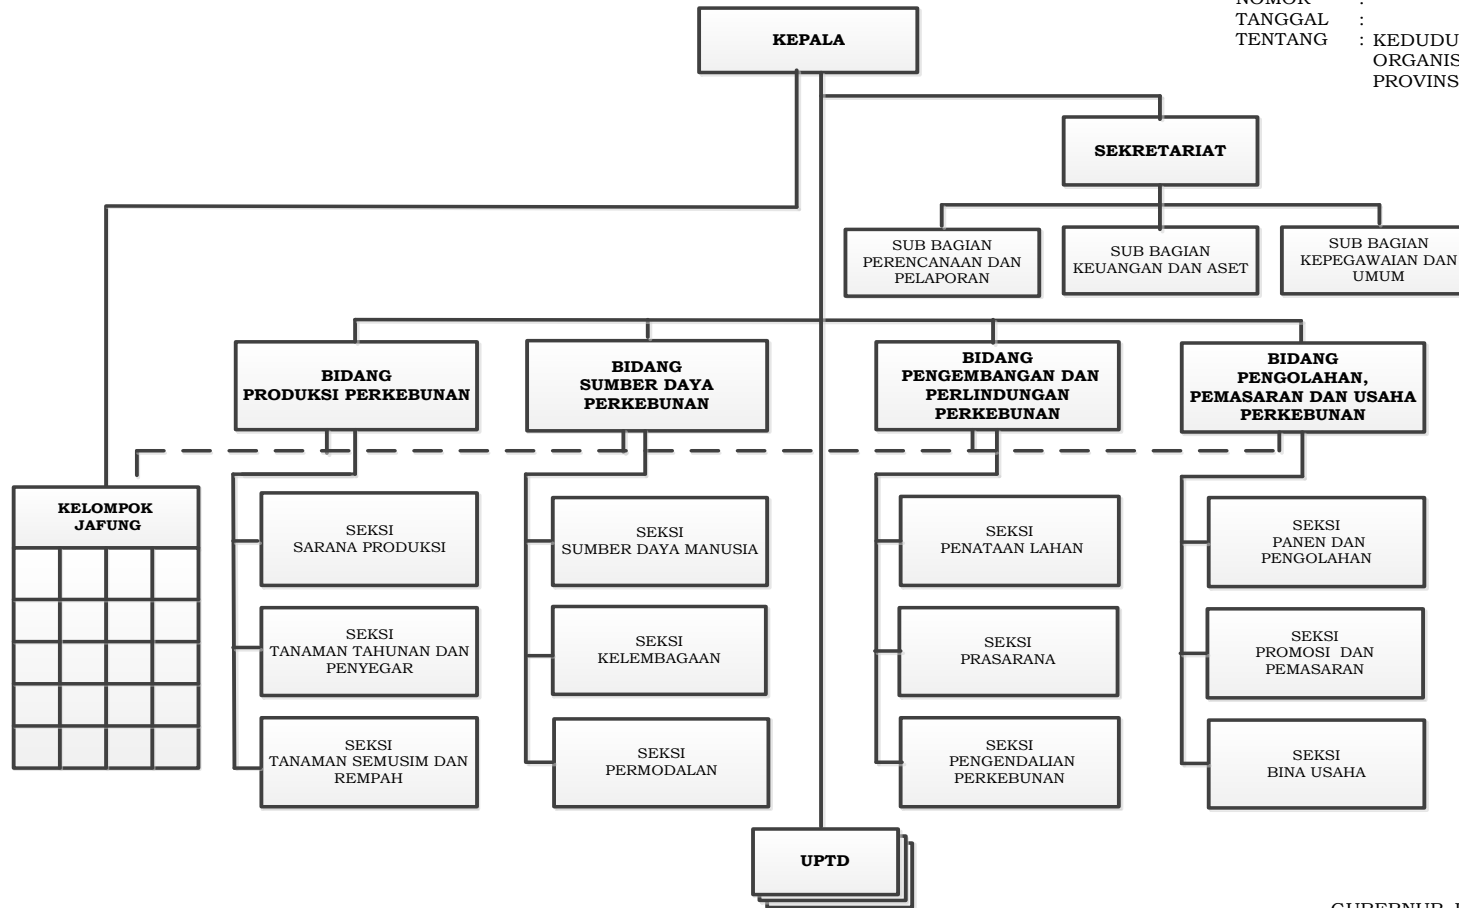 NOMOR :
TANGGAL :
TENTANG :
KEPALA
SEKRETARIAT
SUB BAGIAN
PERENCANAAN DAN
PELAPORAN
SUB BAGIAN
KEUANGAN DAN ASET
SUB BAGIAN
KEPEGAWAIAN DAN
UMUM
BIDANG
PRODUKSI PERKEBUNAN
BIDANG
SUMBER DAYA
PERKEBUNAN
BIDANG
PENGEMBANGAN DAN
PERLINDUNGAN
PERKEBUNAN
BIDANG
PENGOLAHAN,
PEMASARAN DAN USAHA
PERKEBUNAN
KELOMPOK
JAFUNG
SEKSI
SARANA PRODUKSI
SEKSI
TANAMAN TAHUNAN DAN
PENYEGAR
SEKSI
TANAMAN SEMUSIM DAN
REMPAH
SEKSI
SUMBER DAYA MANUSIA
SEKSI
KELEMBAGAAN
SEKSI
PERMODALAN
SEKSI
PENATAAN LAHAN
SEKSI
PRASARANA
SEKSI
PENGENDALIAN
PERKEBUNAN
SEKSI
PANEN DAN
PENGOLAHAN
SEKSI
PROMOSI DAN
PEMASARAN
SEKSI
BINA USAHA
UPTD
GUBERNUR